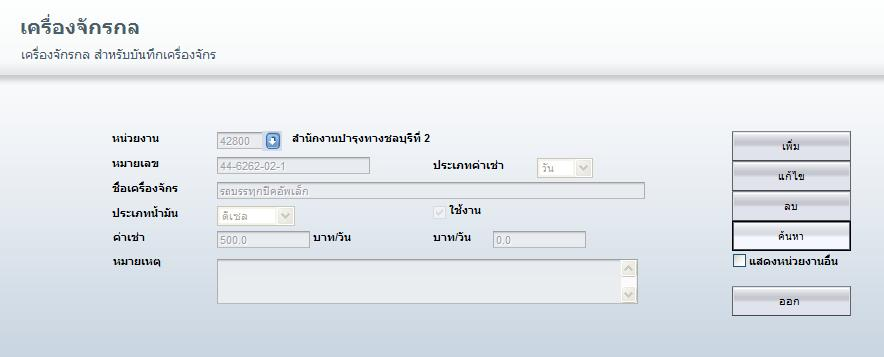 เครื่องจักรกล
เครื่องจักรกล สำหรับบันทึกเครื่องจักร
หน่วยงาน 42800 สำนักงานบำรุงทางชลบุรีที่ 2
หมายเลข 44-6262-02-1 ประเภทค่าเช่า วัน
ชื่อเครื่องจักร รถบรรทุกปิคอัพเล็ก
ประเภทน้ำมัน ดีเซล ใช้งาน
ค่าเช่า 500.0 บาท/วัน บาท/วัน 0.0
หมายเหตุ
เพิ่ม
แก้ไข
ลบ
ค้นหา
แสดงหน่วยงานอื่น
ออก